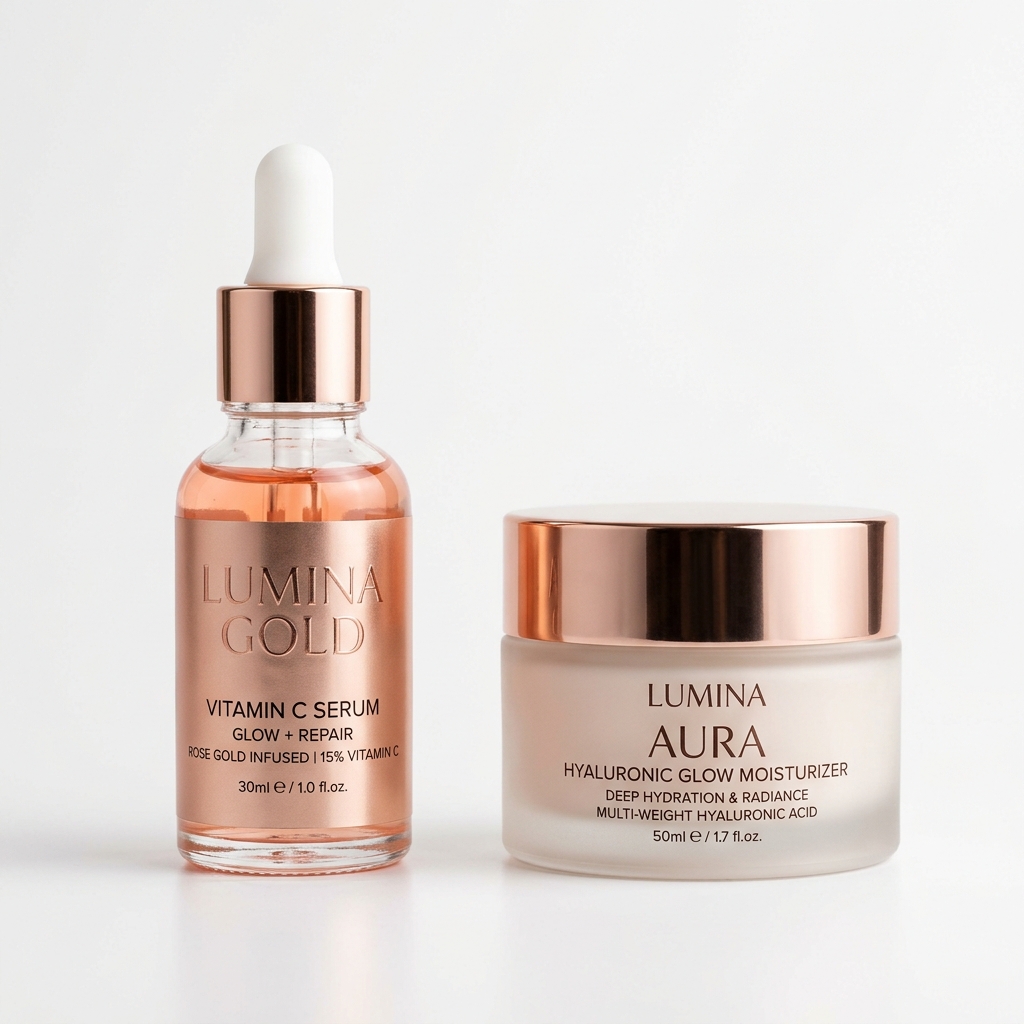 LUMINA
GOLD
VITAMIN C SERUM
GLOW + REPAIR
ROSE GOLD INFUSED | 15% VITAMIN C
30ml ℮ / 1.0 fl.oz.
LUMINA
AURA
HYALURONIC GLOW MOISTURIZER
DEEP HYDRATION & RADIANCE
MULTI-WEIGHT HYALURONIC ACID
50ml ℮ / 1.7 fl.oz.